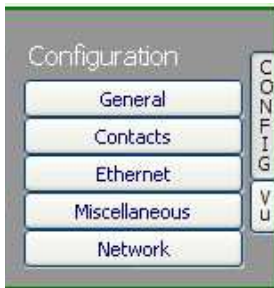 Configuration
General
Contacts
Ethernet
Miscellaneous
Network
CONFIG
Vu